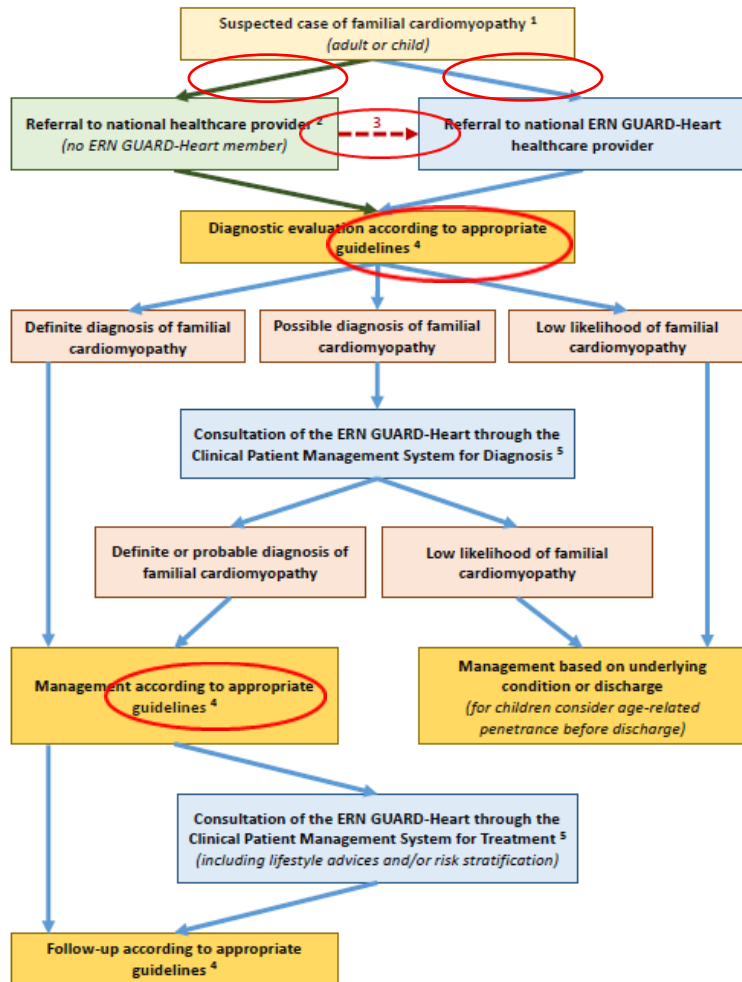 Suspected case of familial cardiomyopathy ¹
(adult or child)
Referral to national healthcare provider ²
(no ERN GUARD-Heart member)
3
Referral to national ERN GUARD-Heart
healthcare provider
Diagnostic evaluation according to appropriate
guidelines ⁴
Definite diagnosis of familial
cardiomyopathy
Possible diagnosis of familial
cardiomyopathy
Low likelihood of familial
cardiomyopathy
Consultation of the ERN GUARD-Heart through the
Clinical Patient Management System for Diagnosis ⁵
Definite or probable diagnosis of
familial cardiomyopathy
Low likelihood of familial
cardiomyopathy
Management according to appropriate
guidelines ⁴
Management based on underlying
condition or discharge
(for children consider age-related
penetrance before discharge)
Consultation of the ERN GUARD-Heart through the
Clinical Patient Management System for Treatment ⁵
(including lifestyle advices and/or risk stratification)
Follow-up according to appropriate
guidelines ⁴